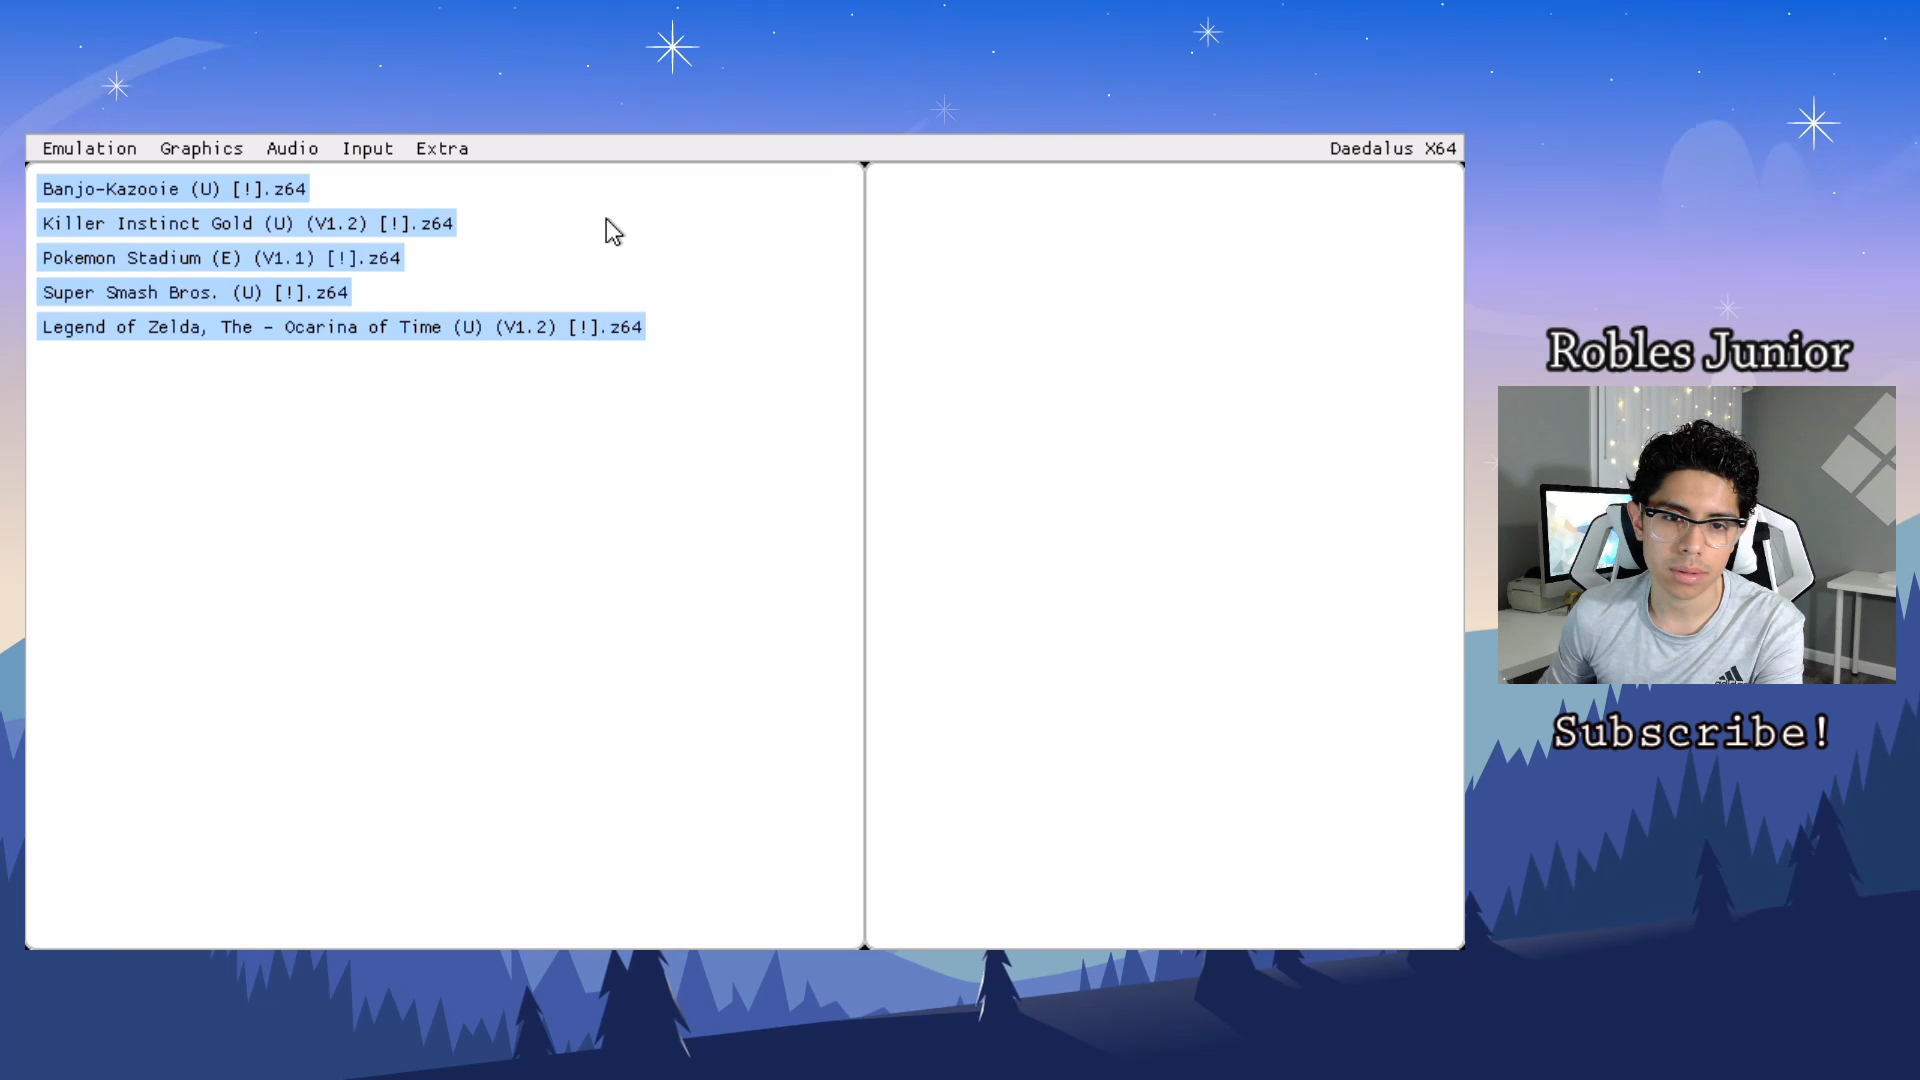 Emulation Graphics Audio Input Extra Daedalus X64
Banjo-Kazooie (U) [!].z64
Killer Instinct Gold (U) (V1.2) [!].z64
Pokemon Stadium (E) (V1.1) [!].z64
Super Smash Bros. (U) [!].z64
Legend of Zelda, The - Ocarina of Time (U) (V1.2) [!].z64
Robles Junior
Subscribe!